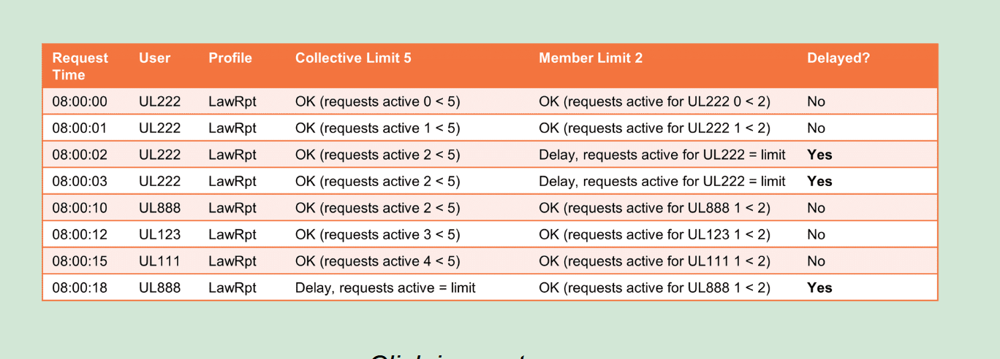 Request Time User Profile Collective Limit 5 Member Limit 2 Delayed?
08:00:00 UL222 LawRpt OK (requests active 0 < 5) OK (requests active for UL222 0 < 2) No
08:00:01 UL222 LawRpt OK (requests active 1 < 5) OK (requests active for UL222 1 < 2) No
08:00:02 UL222 LawRpt OK (requests active 2 < 5) Delay, requests active for UL222 = limit Yes
08:00:03 UL222 LawRpt OK (requests active 2 < 5) Delay, requests active for UL222 = limit Yes
08:00:10 UL888 LawRpt OK (requests active 2 < 5) OK (requests active for UL888 1 < 2) No
08:00:12 UL123 LawRpt OK (requests active 3 < 5) OK (requests active for UL123 1 < 2) No
08:00:15 UL111 LawRpt OK (requests active 4 < 5) OK (requests active for UL111 1 < 2) No
08:00:18 UL888 LawRpt Delay, requests active = limit OK (requests active for UL888 1 < 2) Yes